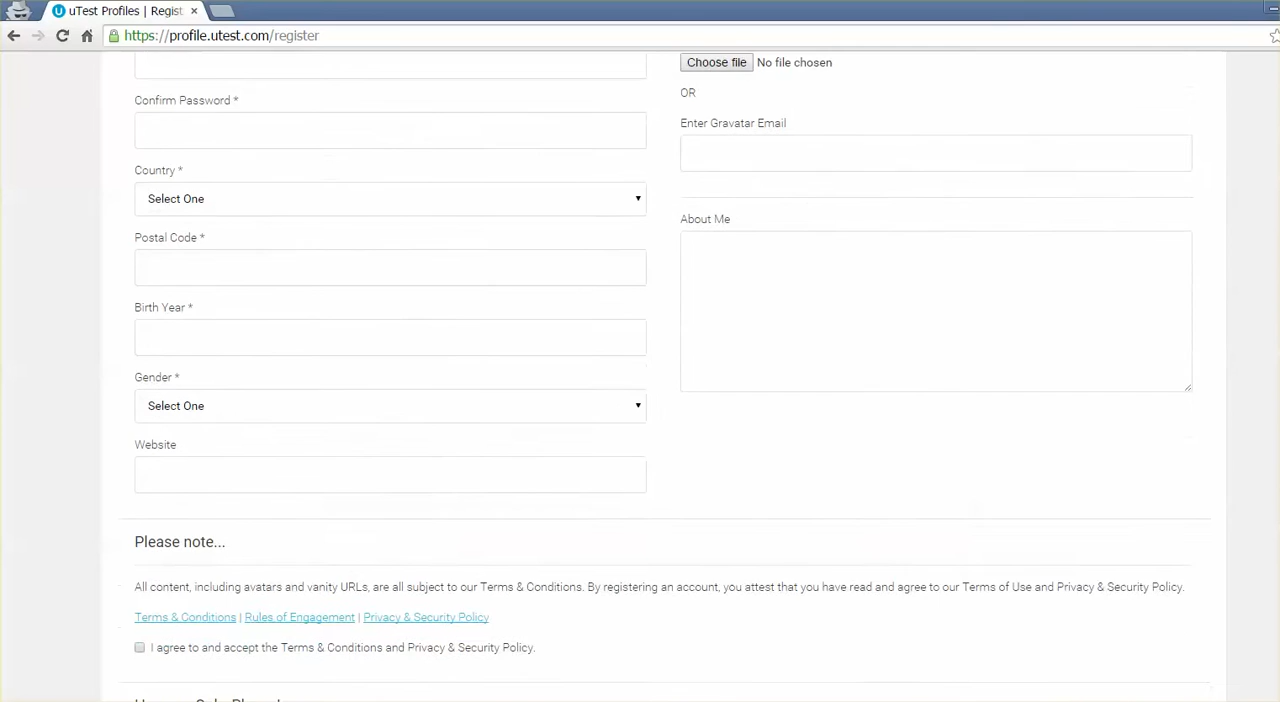 uTest Profiles | Regist
https://profile.utest.com/register
Choose file No file chosen
OR
Confirm Password *
Enter Gravatar Email
Country *
Select One
About Me
Postal Code *
Birth Year *
Gender *
Select One
Website
Please note...
All content, including avatars and vanity URLs, are all subject to our Terms & Conditions. By registering an account, you attest that you have read and agree to our Terms of Use and Privacy & Security Policy.
Terms & Conditions | Rules of Engagement | Privacy & Security Policy
I agree to and accept the Terms & Conditions and Privacy & Security Policy.